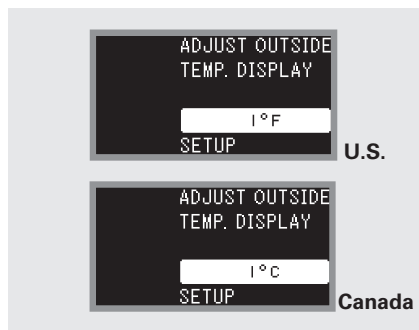 ADJUST OUTSIDE
TEMP. DISPLAY
1°F
SETUP
U.S.
ADJUST OUTSIDE
TEMP. DISPLAY
1°C
SETUP
Canada